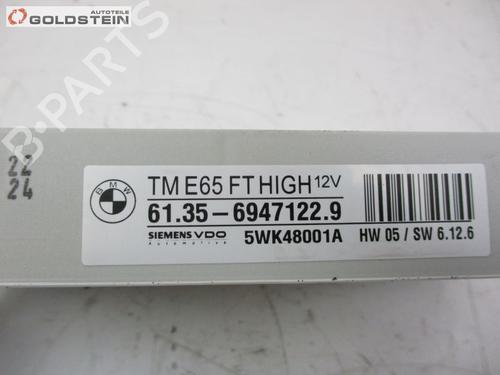 AUTOTEILE
GOLDSTEIN
22
24
BMW
TM E65 FT HIGH 12V
61.35-6947122.9
SIEMENS VDO
Automotive
5WK48001A
HW 05 / SW 6.12.6
B-PARTS